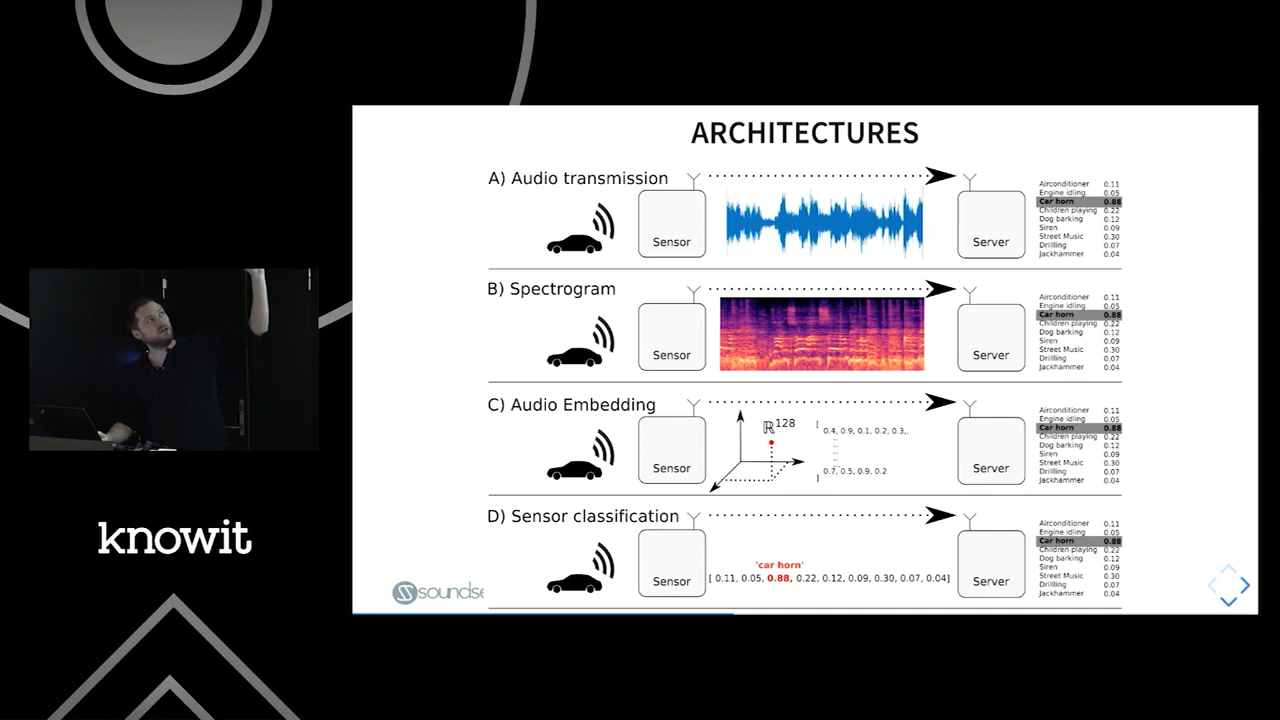 ARCHITECTURES
A) Audio transmission
Sensor
Server
Airconditioner 0.11
Engine idling 0.05
Car horn 0.88
Children playing 0.22
Dog barking 0.12
Siren 0.09
Street Music 0.30
Drilling 0.07
Jackhammer 0.04
B) Spectrogram
Sensor
Server
Airconditioner 0.11
Engine idling 0.05
Car horn 0.88
Children playing 0.22
Dog barking 0.12
Siren 0.09
Street Music 0.30
Drilling 0.07
Jackhammer 0.04
C) Audio Embedding
Sensor
ℝ128
[
0.4, 0.9, 0.1, 0.2, 0.3,.
0.7, 0.5, 0.9, 0.2
]
Server
Airconditioner 0.11
Engine idling 0.05
Car horn 0.88
Children playing 0.22
Dog barking 0.12
Siren 0.09
Street Music 0.30
Drilling 0.07
Jackhammer 0.04
D) Sensor classification
Sensor
'car horn'
[ 0.11, 0.05, 0.88, 0.22, 0.12, 0.09, 0.30, 0.07, 0.04]
Server
Airconditioner 0.11
Engine idling 0.05
Car horn 0.88
Children playing 0.22
Dog barking 0.12
Siren 0.09
Street Music 0.30
Drilling 0.07
Jackhammer 0.04
knowit